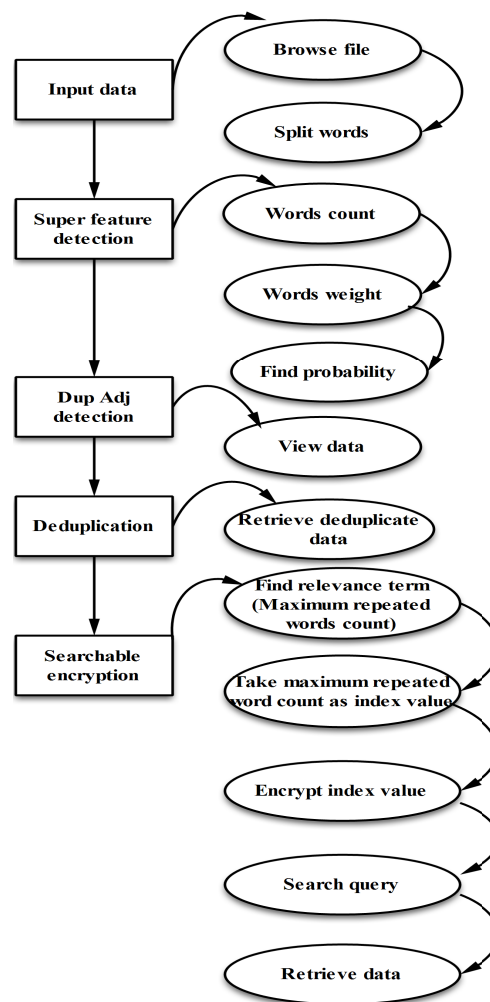 Browse file
Input data
Split words
Super feature
detection
Words count
Words weight
Find probability
Dup Adj
detection
View data
Deduplication
Retrieve deduplicate
data
Find relevance term
(Maximum repeated
words count)
Searchable
encryption
Take maximum repeated
word count as index value
Encrypt index value
Search query
Retrieve data